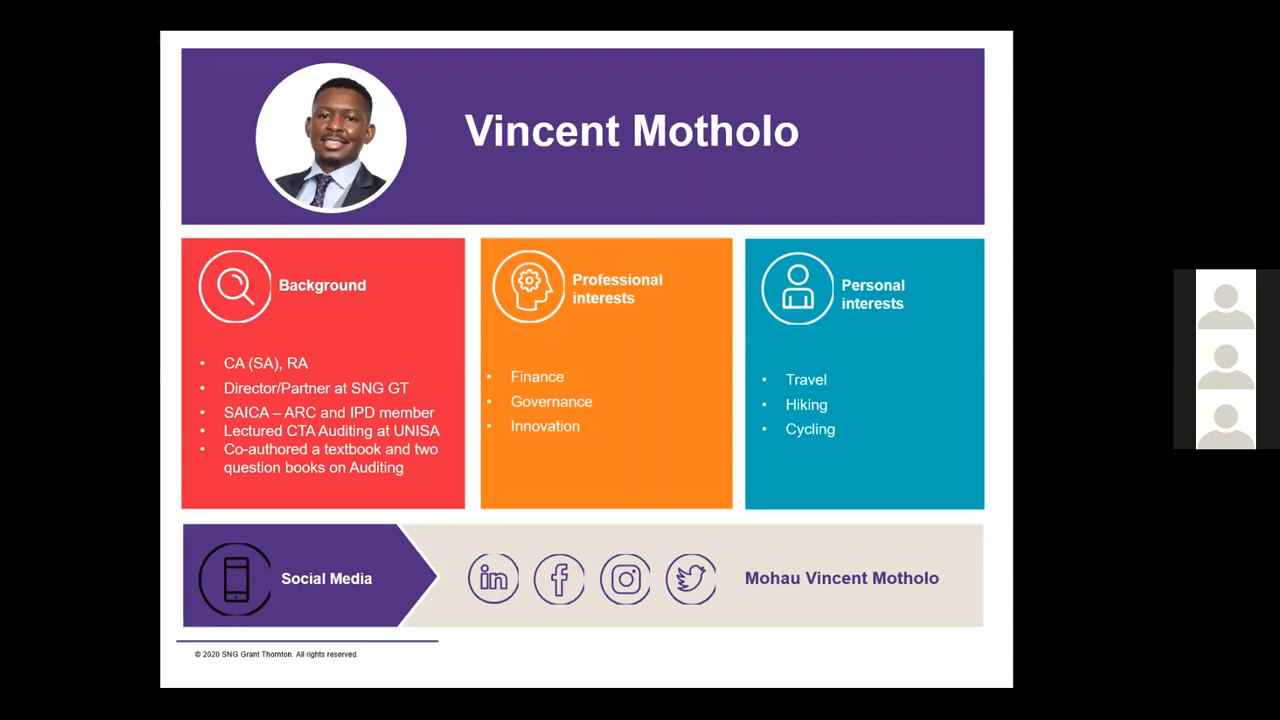 Vincent Motholo
Background
CA (SA), RA
Director/Partner at SNG GT
SAICA – ARC and IPD member
Lectured CTA Auditing at UNISA
Co-authored a textbook and two
question books on Auditing
Professional
interests
Finance
Governance
Innovation
Personal
interests
Travel
Hiking
Cycling
Social Media
in
f
Mohau Vincent Motholo
© 2020 SNG Grant Thornton. All rights reserved.